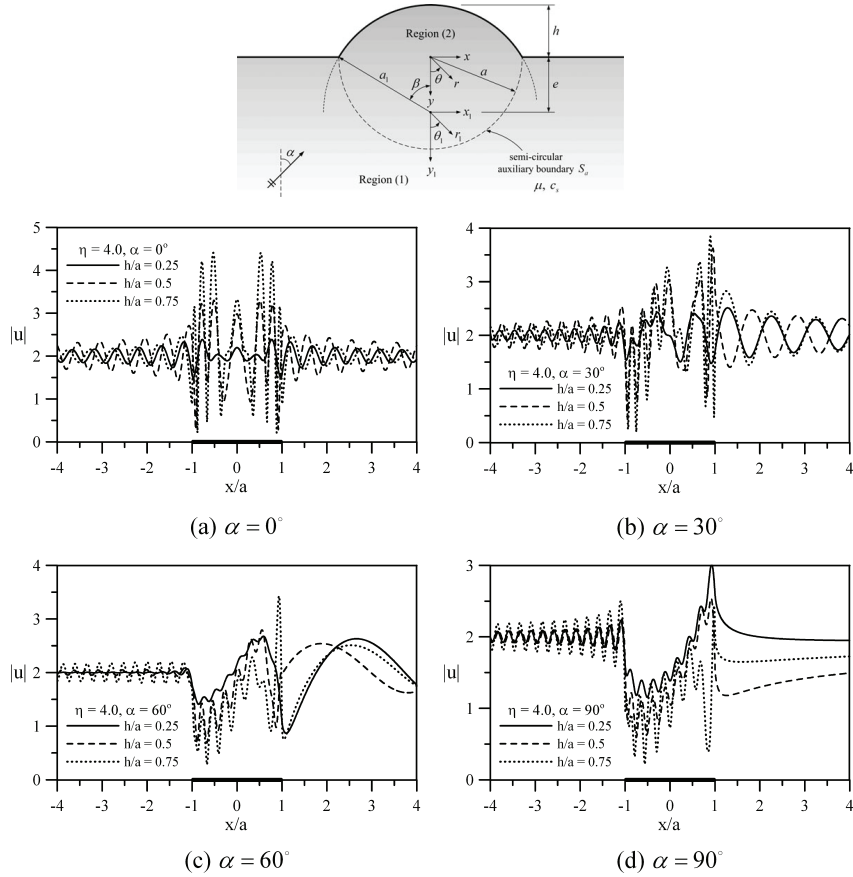 Region (2)
h
x
a
e
a₁
β
θ
r
y
x₁
θ₁
r₁
α
y₁
semi-circular
auxiliary boundary Sₐ
μ, cₛ
Region (1)
5
4
3
2
1
0
|u|
η = 4.0, α = 0°
h/a = 0.25
h/a = 0.5
h/a = 0.75
-4 -3 -2 -1 0 1 2 3 4
x/a
(a) α = 0°
4
3
2
1
0
|u|
η = 4.0, α = 30°
h/a = 0.25
h/a = 0.5
h/a = 0.75
-4 -3 -2 -1 0 1 2 3 4
x/a
(b) α = 30°
4
3
2
1
0
|u|
η = 4.0, α = 60°
h/a = 0.25
h/a = 0.5
h/a = 0.75
-4 -3 -2 -1 0 1 2 3 4
x/a
(c) α = 60°
3
2
1
0
|u|
η = 4.0, α = 90°
h/a = 0.25
h/a = 0.5
h/a = 0.75
-4 -3 -2 -1 0 1 2 3 4
x/a
(d) α = 90°